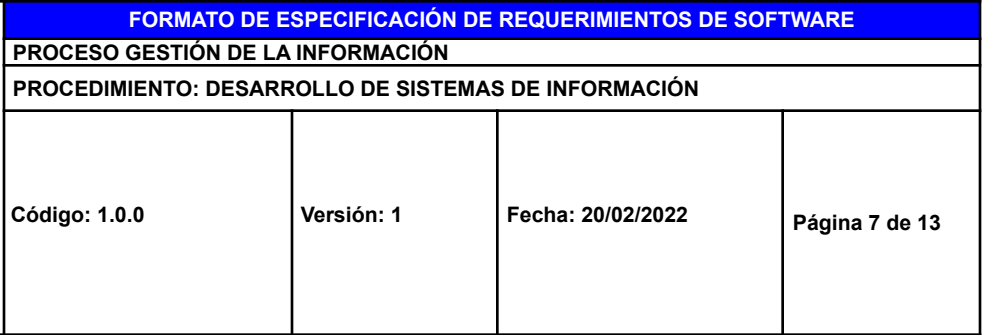 FORMATO DE ESPECIFICACIÓN DE REQUERIMIENTOS DE SOFTWARE
PROCESO GESTIÓN DE LA INFORMACIÓN
PROCEDIMIENTO: DESARROLLO DE SISTEMAS DE INFORMACIÓN
Código: 1.0.0
Versión: 1
Fecha: 20/02/2022
Página 7 de 13